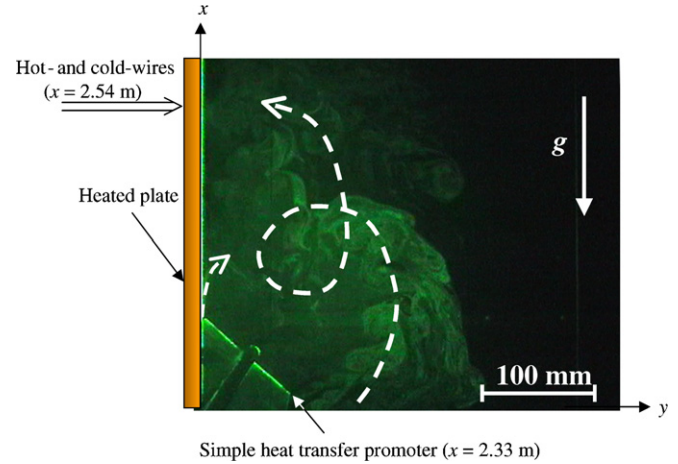 x
Hot- and cold-wires
(x = 2.54 m)
g
Heated plate
100 mm
y
Simple heat transfer promoter (x = 2.33 m)